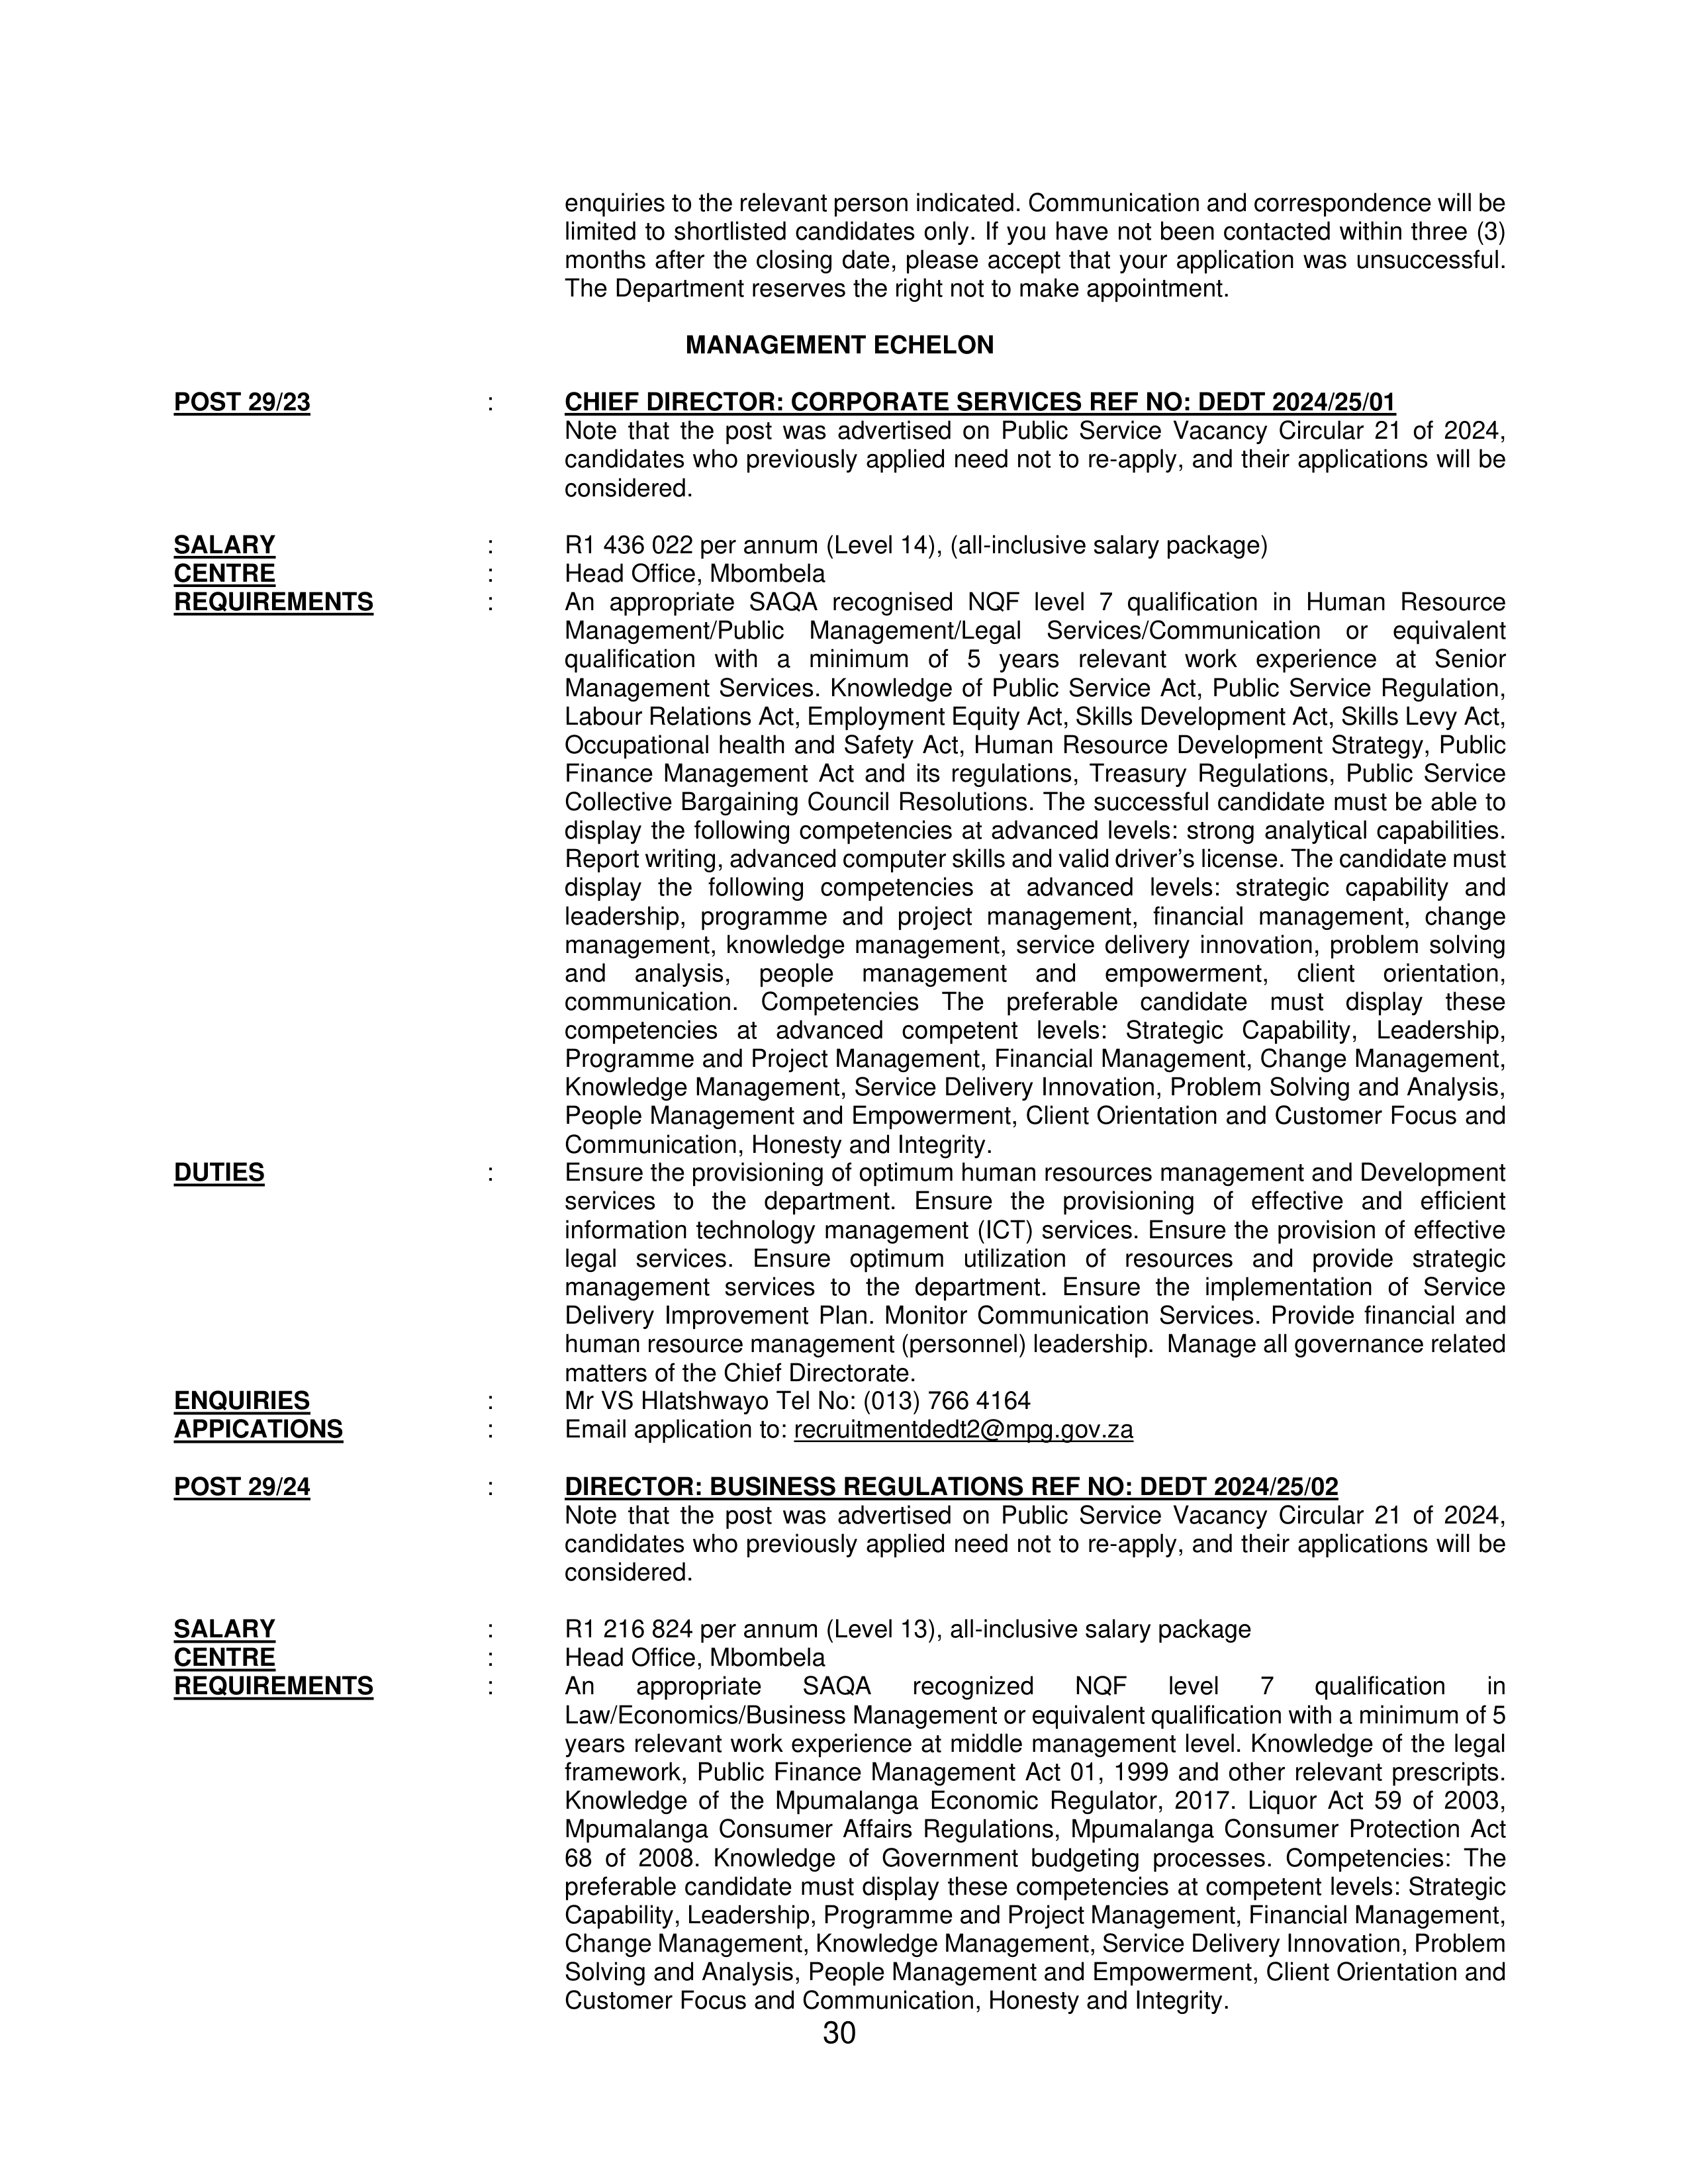 enquiries to the relevant person indicated. Communication and correspondence will be
limited to shortlisted candidates only. If you have not been contacted within three (3)
months after the closing date, please accept that your application was unsuccessful.
The Department reserves the right not to make appointment.
MANAGEMENT ECHELON
POST 29/23 : CHIEF DIRECTOR: CORPORATE SERVICES REF NO: DEDT 2024/25/01
Note that the post was advertised on Public Service Vacancy Circular 21 of 2024,
candidates who previously applied need not to re-apply, and their applications will be
considered.
SALARY : R1 436 022 per annum (Level 14), (all-inclusive salary package)
CENTRE : Head Office, Mbombela
REQUIREMENTS : An appropriate SAQA recognised NQF level 7 qualification in Human Resource
Management/Public Management/Legal Services/Communication or equivalent
qualification with a minimum of 5 years relevant work experience at Senior
Management Services. Knowledge of Public Service Act, Public Service Regulation,
Labour Relations Act, Employment Equity Act, Skills Development Act, Skills Levy Act,
Occupational health and Safety Act, Human Resource Development Strategy, Public
Finance Management Act and its regulations, Treasury Regulations, Public Service
Collective Bargaining Council Resolutions. The successful candidate must be able to
display the following competencies at advanced levels: strong analytical capabilities.
Report writing, advanced computer skills and valid driver’s license. The candidate must
display the following competencies at advanced levels: strategic capability and
leadership, programme and project management, financial management, change
management, knowledge management, service delivery innovation, problem solving
and analysis, people management and empowerment, client orientation,
communication. Competencies The preferable candidate must display these
competencies at advanced competent levels: Strategic Capability, Leadership,
Programme and Project Management, Financial Management, Change Management,
Knowledge Management, Service Delivery Innovation, Problem Solving and Analysis,
People Management and Empowerment, Client Orientation and Customer Focus and
Communication, Honesty and Integrity.
DUTIES : Ensure the provisioning of optimum human resources management and Development
services to the department. Ensure the provisioning of effective and efficient
information technology management (ICT) services. Ensure the provision of effective
legal services. Ensure optimum utilization of resources and provide strategic
management services to the department. Ensure the implementation of Service
Delivery Improvement Plan. Monitor Communication Services. Provide financial and
human resource management (personnel) leadership. Manage all governance related
matters of the Chief Directorate.
ENQUIRIES : Mr VS Hlatshwayo Tel No: (013) 766 4164
APPICATIONS : Email application to: recruitmentdedt2@mpg.gov.za
POST 29/24 : DIRECTOR: BUSINESS REGULATIONS REF NO: DEDT 2024/25/02
Note that the post was advertised on Public Service Vacancy Circular 21 of 2024,
candidates who previously applied need not to re-apply, and their applications will be
considered.
SALARY : R1 216 824 per annum (Level 13), all-inclusive salary package
CENTRE : Head Office, Mbombela
REQUIREMENTS : An appropriate SAQA recognized NQF level 7 qualification in
Law/Economics/Business Management or equivalent qualification with a minimum of 5
years relevant work experience at middle management level. Knowledge of the legal
framework, Public Finance Management Act 01, 1999 and other relevant prescripts.
Knowledge of the Mpumalanga Economic Regulator, 2017. Liquor Act 59 of 2003,
Mpumalanga Consumer Affairs Regulations, Mpumalanga Consumer Protection Act
68 of 2008. Knowledge of Government budgeting processes. Competencies: The
preferable candidate must display these competencies at competent levels: Strategic
Capability, Leadership, Programme and Project Management, Financial Management,
Change Management, Knowledge Management, Service Delivery Innovation, Problem
Solving and Analysis, People Management and Empowerment, Client Orientation and
Customer Focus and Communication, Honesty and Integrity.
30